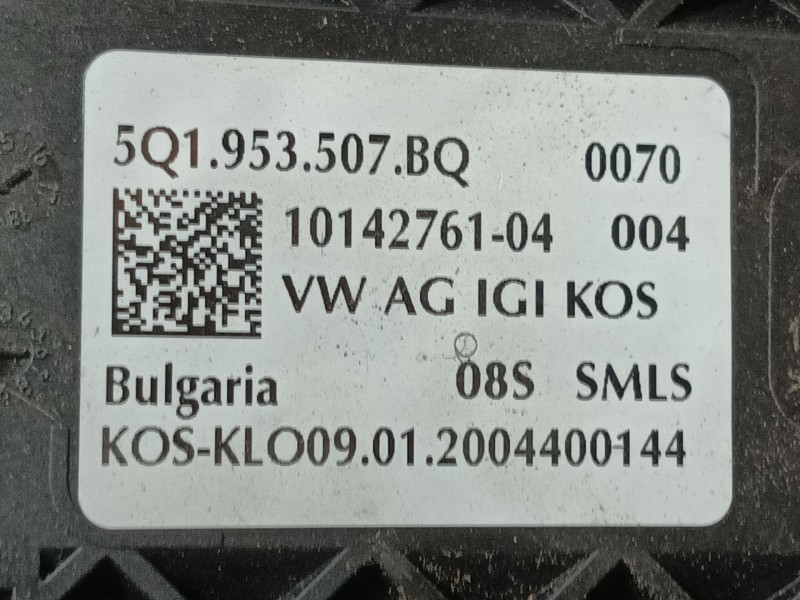 5Q1.953.507.BQ 0070
10142761-04 004
VW AG IGI KOS
Bulgaria 08S SMLS
KOS-KLO09.01.2004400144